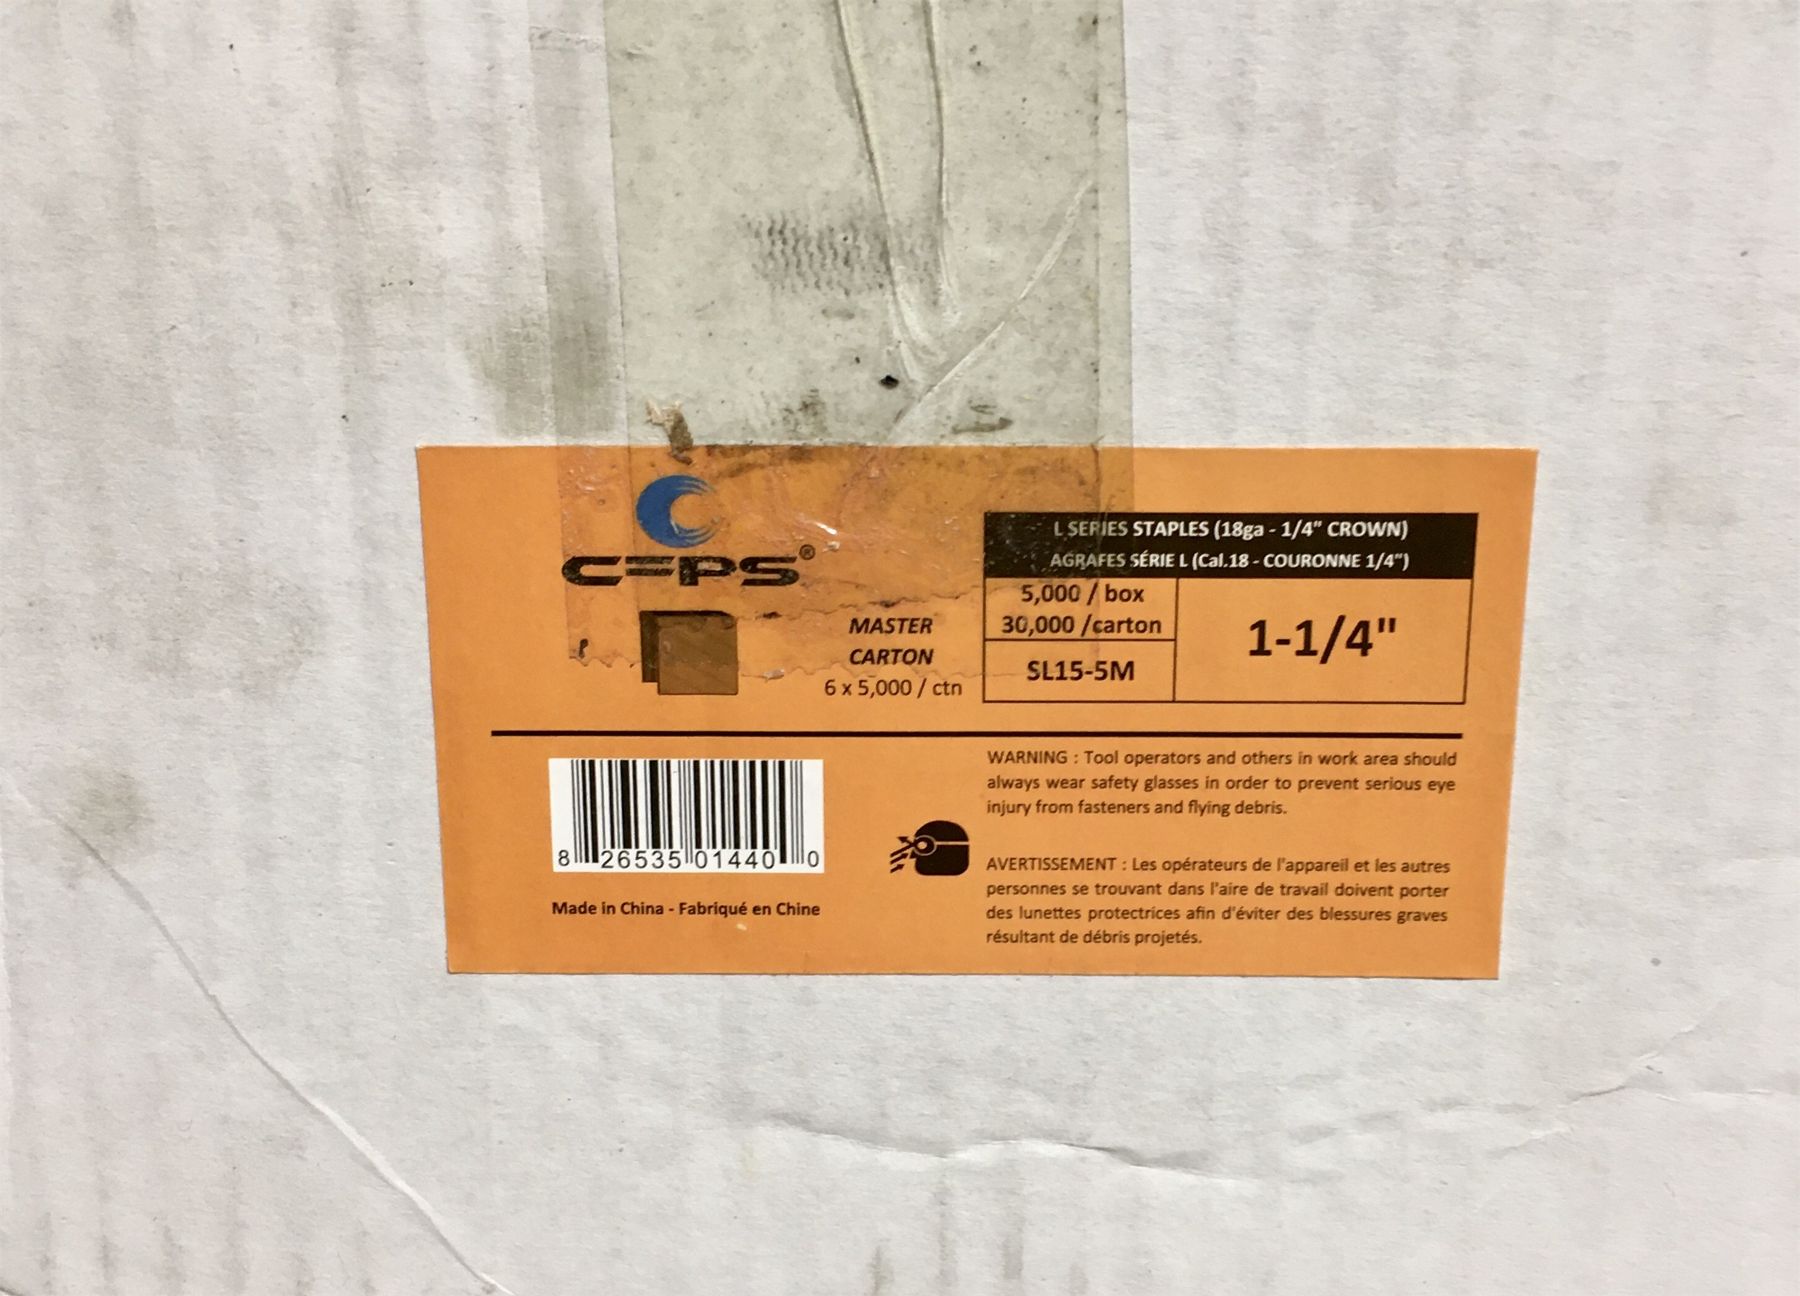 C=PS®
L SERIES STAPLES (18ga - 1/4" CROWN)
AGRAFES SÉRIE L (Cal.18 - COURONNE 1/4")
5,000 / box
30,000 /carton
SL15-5M
1-1/4"
MASTER
CARTON
6 x 5,000 / ctn
8 26535 01440 0
Made in China - Fabriqué en Chine
WARNING : Tool operators and others in work area should
always wear safety glasses in order to prevent serious eye
injury from fasteners and flying debris.
AVERTISSEMENT : Les opérateurs de l'appareil et les autres
personnes se trouvant dans l'aire de travail doivent porter
des lunettes protectrices afin d'éviter des blessures graves
résultant de débris projetés.